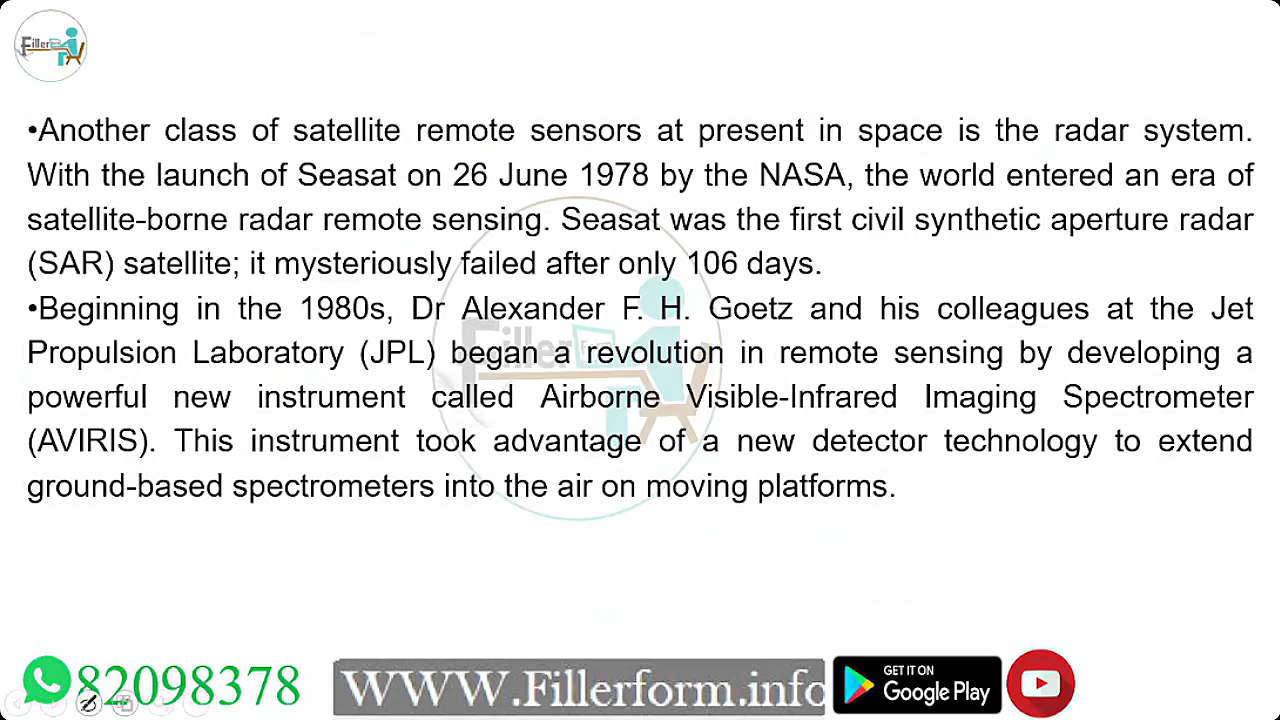 Filler
•Another class of satellite remote sensors at present in space is the radar system.
With the launch of Seasat on 26 June 1978 by the NASA, the world entered an era of
satellite-borne radar remote sensing. Seasat was the first civil synthetic aperture radar
(SAR) satellite; it mysteriously failed after only 106 days.
•Beginning in the 1980s, Dr Alexander F. H. Goetz and his colleagues at the Jet
Propulsion Laboratory (JPL) began a revolution in remote sensing by developing a
powerful new instrument called Airborne Visible-Infrared Imaging Spectrometer
(AVIRIS). This instrument took advantage of a new detector technology to extend
ground-based spectrometers into the air on moving platforms.
Filler Form
82098378
WWW.Fillerform.info
GET IT ON
Google Play